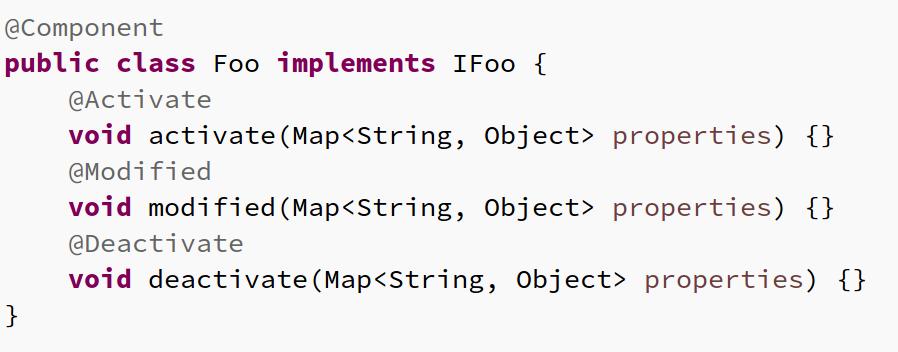 @Component
public class Foo implements IFoo {
@Activate
void activate(Map<String, Object> properties) {}
@Modified
void modified(Map<String, Object> properties) {}
@Deactivate
void deactivate(Map<String, Object> properties) {}
}